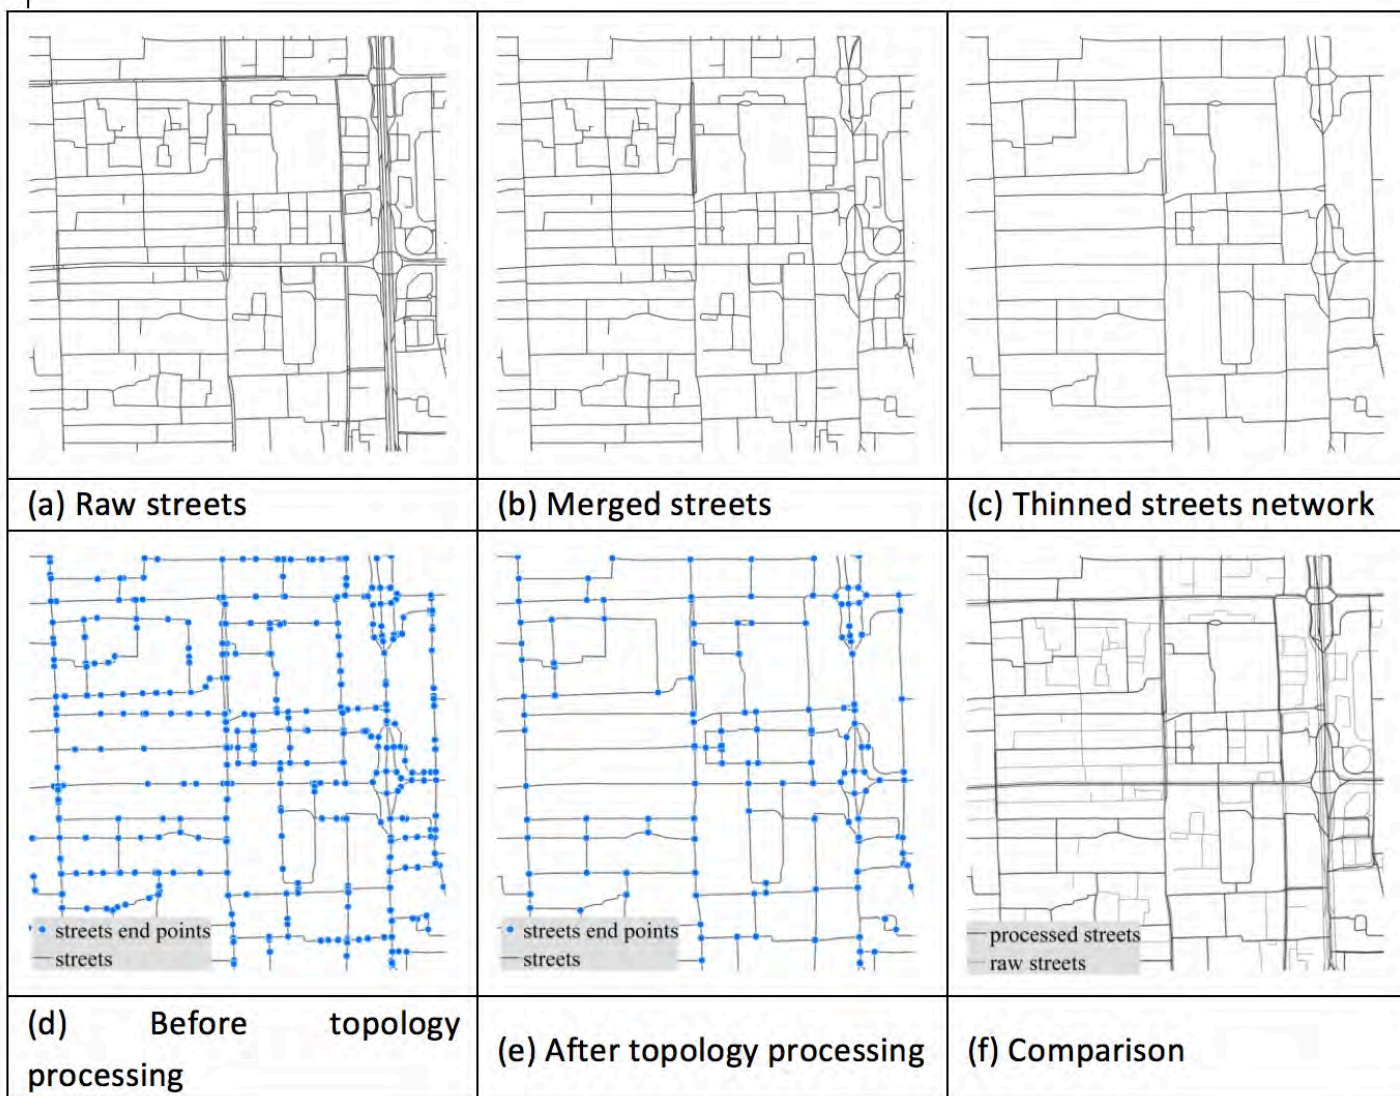 (a) Raw streets
(b) Merged streets
(c) Thinned streets network
streets end points
streets
streets end points
streets
processed streets
raw streets
(d) Before topology
processing
(e) After topology processing
(f) Comparison